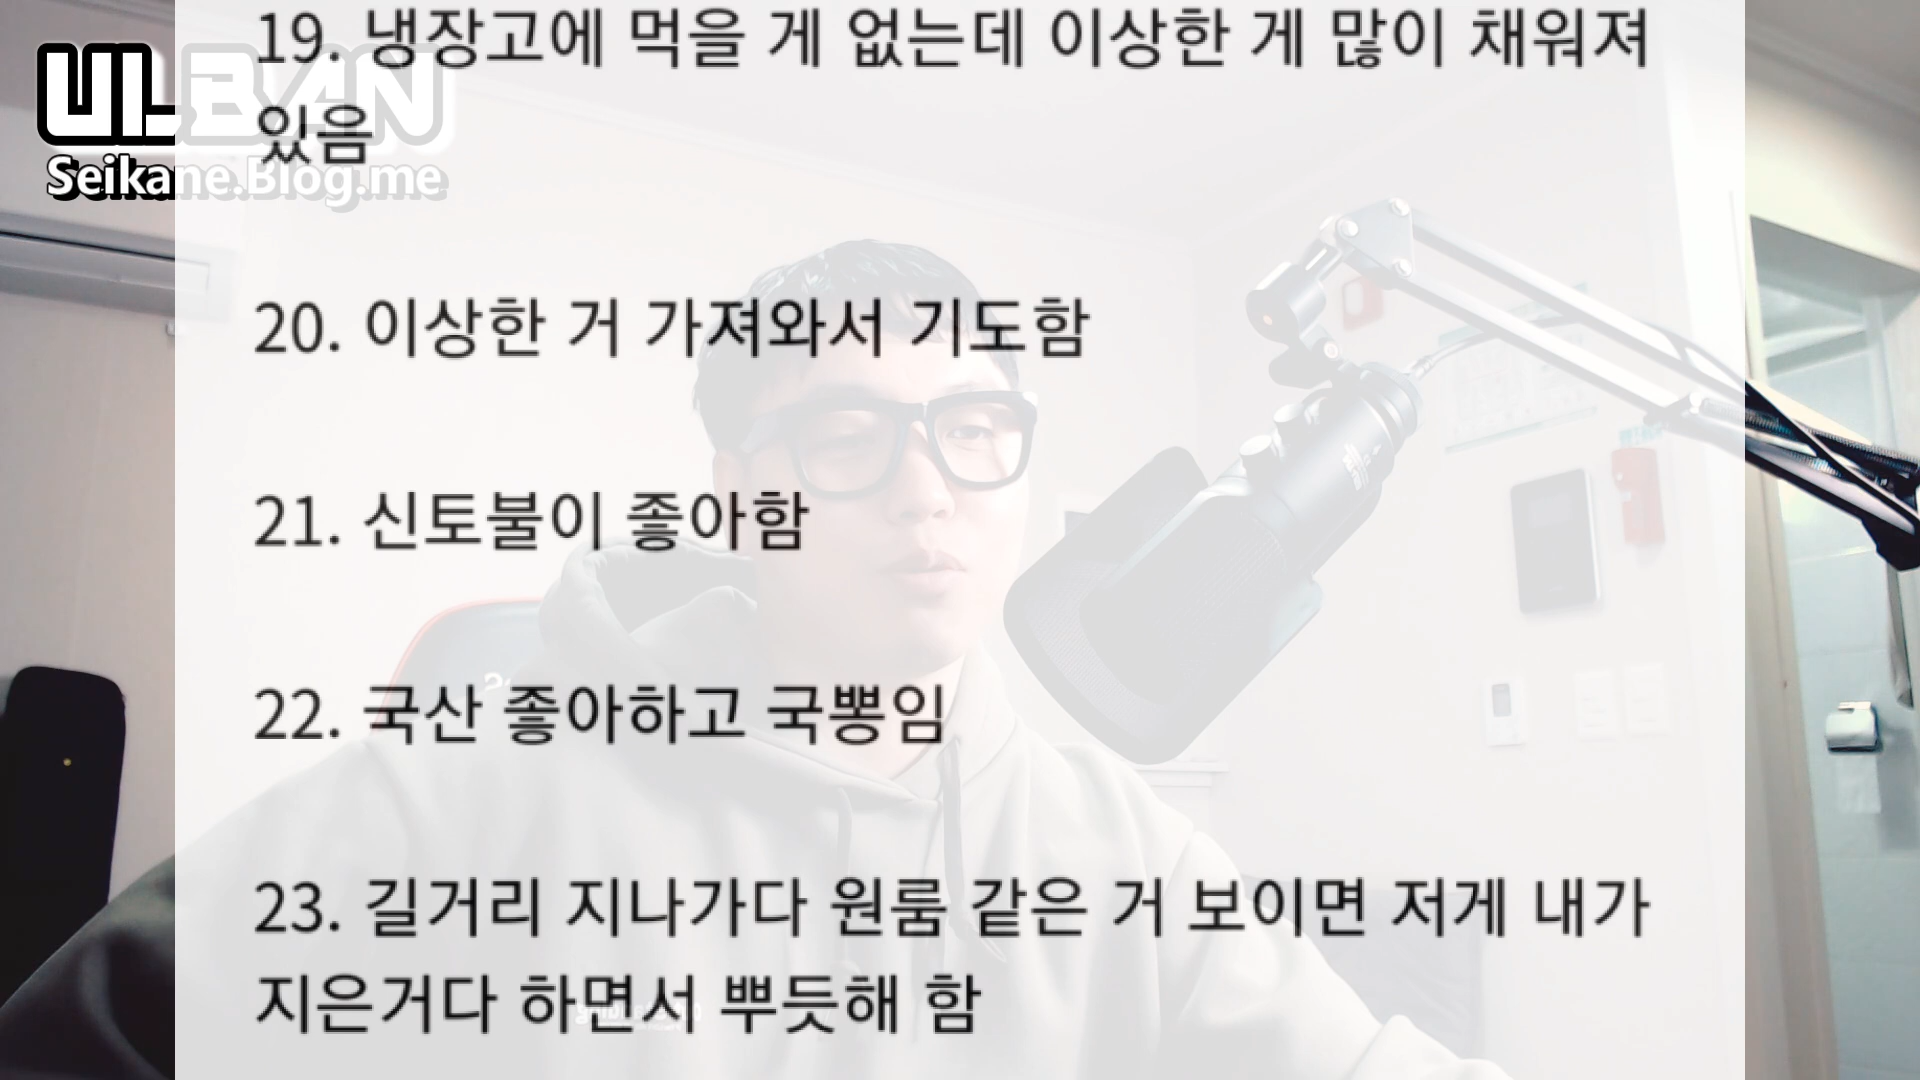 19. 냉장고에 먹을 게 없는데 이상한 게 많이 채워져
있음
ULBAN
Seikane.Blog.me
20. 이상한 거 가져와서 기도함
21. 신토불이 좋아함
22. 국산 좋아하고 국뽕임
23. 길거리 지나가다 원룸 같은 거 보이면 저게 내가
지은거다 하면서 뿌듯해 함